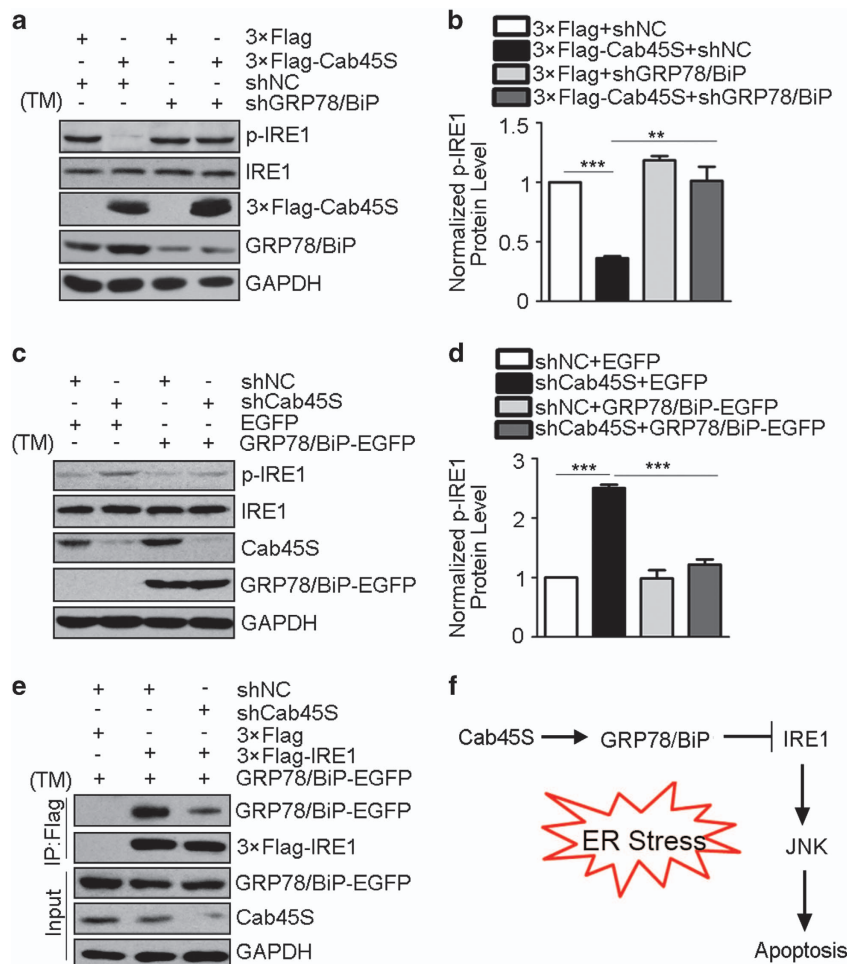 a
+ - + - 3×Flag
- + - + 3×Flag-Cab45S
+ + - - shNC
(TM) - - + + shGRP78/BiP
p-IRE1
IRE1
3×Flag-Cab45S
GRP78/BiP
GAPDH
b
3×Flag+shNC
3×Flag-Cab45S+shNC
3×Flag+shGRP78/BiP
3×Flag-Cab45S+shGRP78/BiP
Normalized p-IRE1
Protein Level
1.5
1
0.5
0
***
**
c
+ - + - shNC
- + - + shCab45S
+ + - - EGFP
(TM) - - + + GRP78/BiP-EGFP
p-IRE1
IRE1
Cab45S
GRP78/BiP-EGFP
GAPDH
d
shNC+EGFP
shCab45S+EGFP
shNC+GRP78/BiP-EGFP
shCab45S+GRP78/BiP-EGFP
Normalized p-IRE1
Protein Level
3
2
1
0
***
***
e
+ + - shNC
- - + shCab45S
+ - - 3×Flag
- + + 3×Flag-IRE1
(TM) + + + GRP78/BiP-EGFP
IP:Flag
GRP78/BiP-EGFP
3×Flag-IRE1
Input
GRP78/BiP-EGFP
Cab45S
GAPDH
f
Cab45S GRP78/BiP IRE1
ER Stress
JNK
Apoptosis